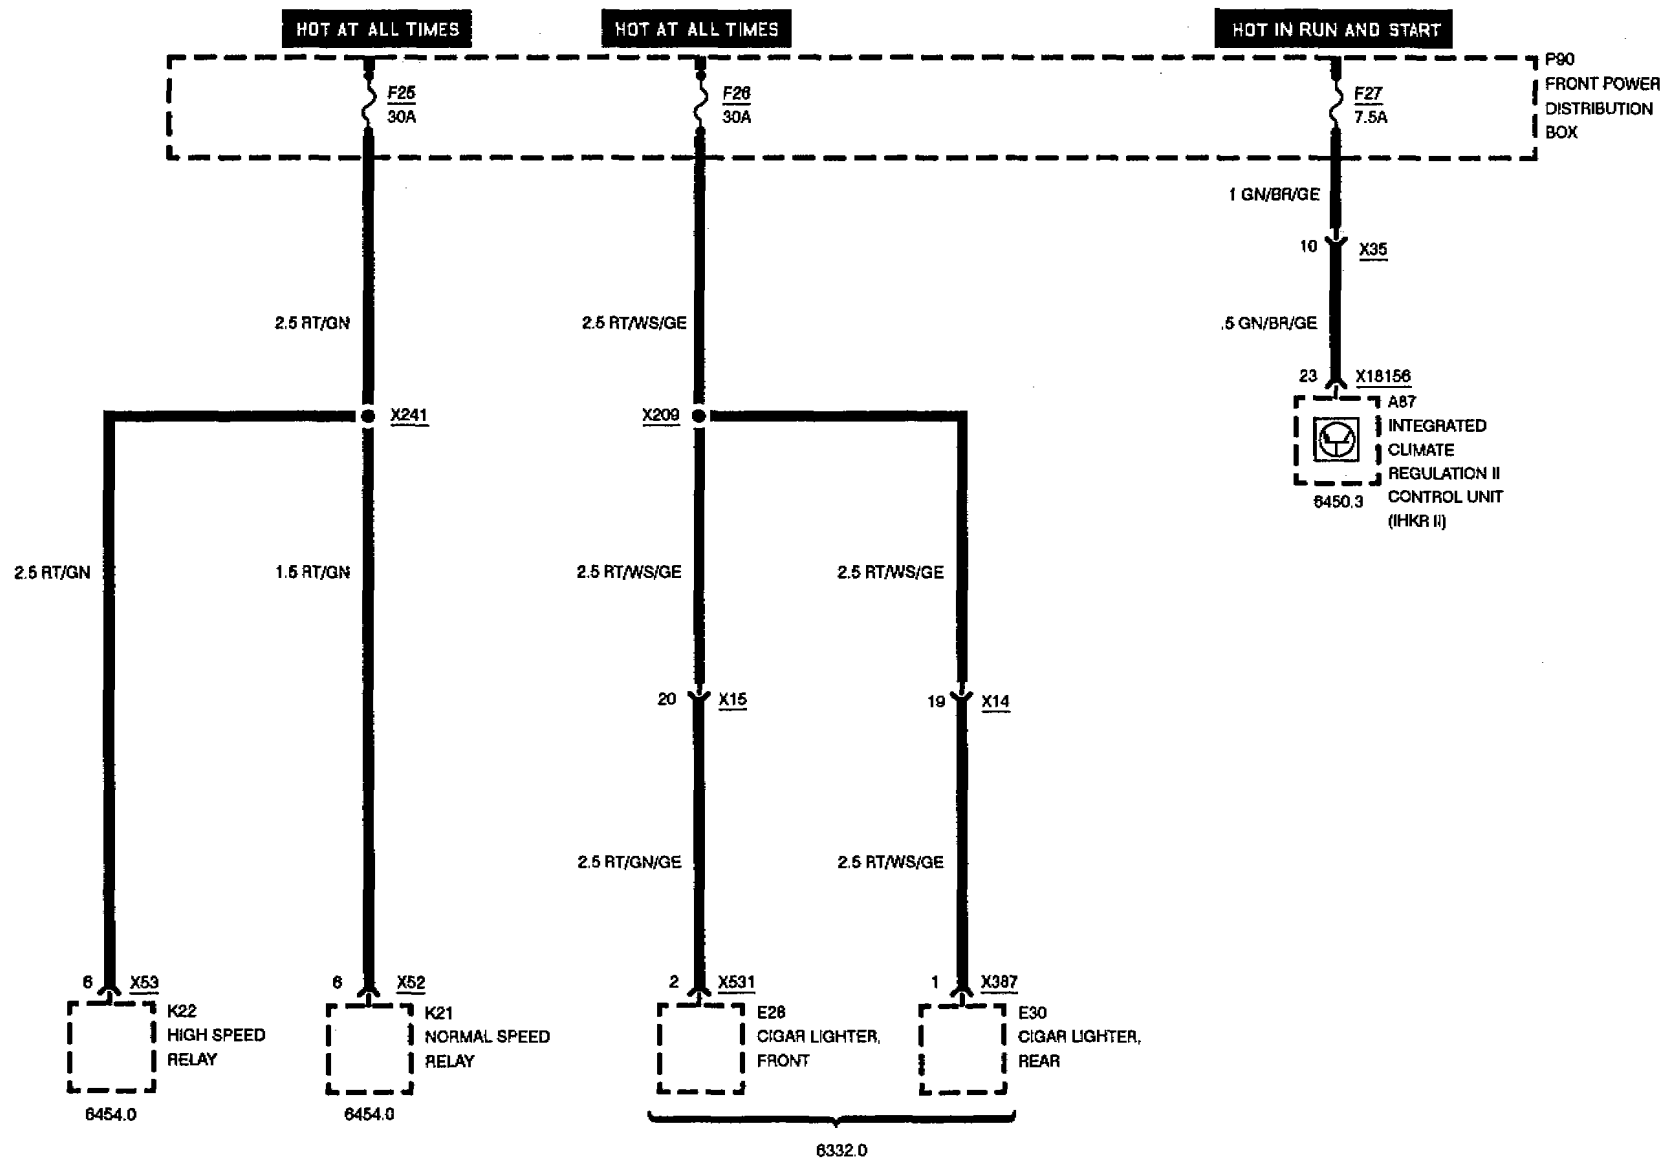 HOT AT ALL TIMES
HOT AT ALL TIMES
HOT IN RUN AND START
P90
FRONT POWER
DISTRIBUTION
BOX
F25
30A
F26
30A
F27
7.5A
1 GN/BR/GE
10
X35
2.5 RT/GN
2.5 RT/WS/GE
.5 GN/BR/GE
23
X18156
A87
INTEGRATED
CLIMATE
REGULATION II
CONTROL UNIT
(IHKR II)
6450.3
X241
X209
2.5 RT/GN
1.5 RT/GN
2.5 RT/WS/GE
2.5 RT/WS/GE
20
X15
19
X14
2.5 RT/GN/GE
2.5 RT/WS/GE
6
X53
6
X52
2
X531
1
X387
K22
HIGH SPEED
RELAY
K21
NORMAL SPEED
RELAY
E28
CIGAR LIGHTER,
FRONT
E30
CIGAR LIGHTER,
REAR
6454.0
6454.0
6332.0